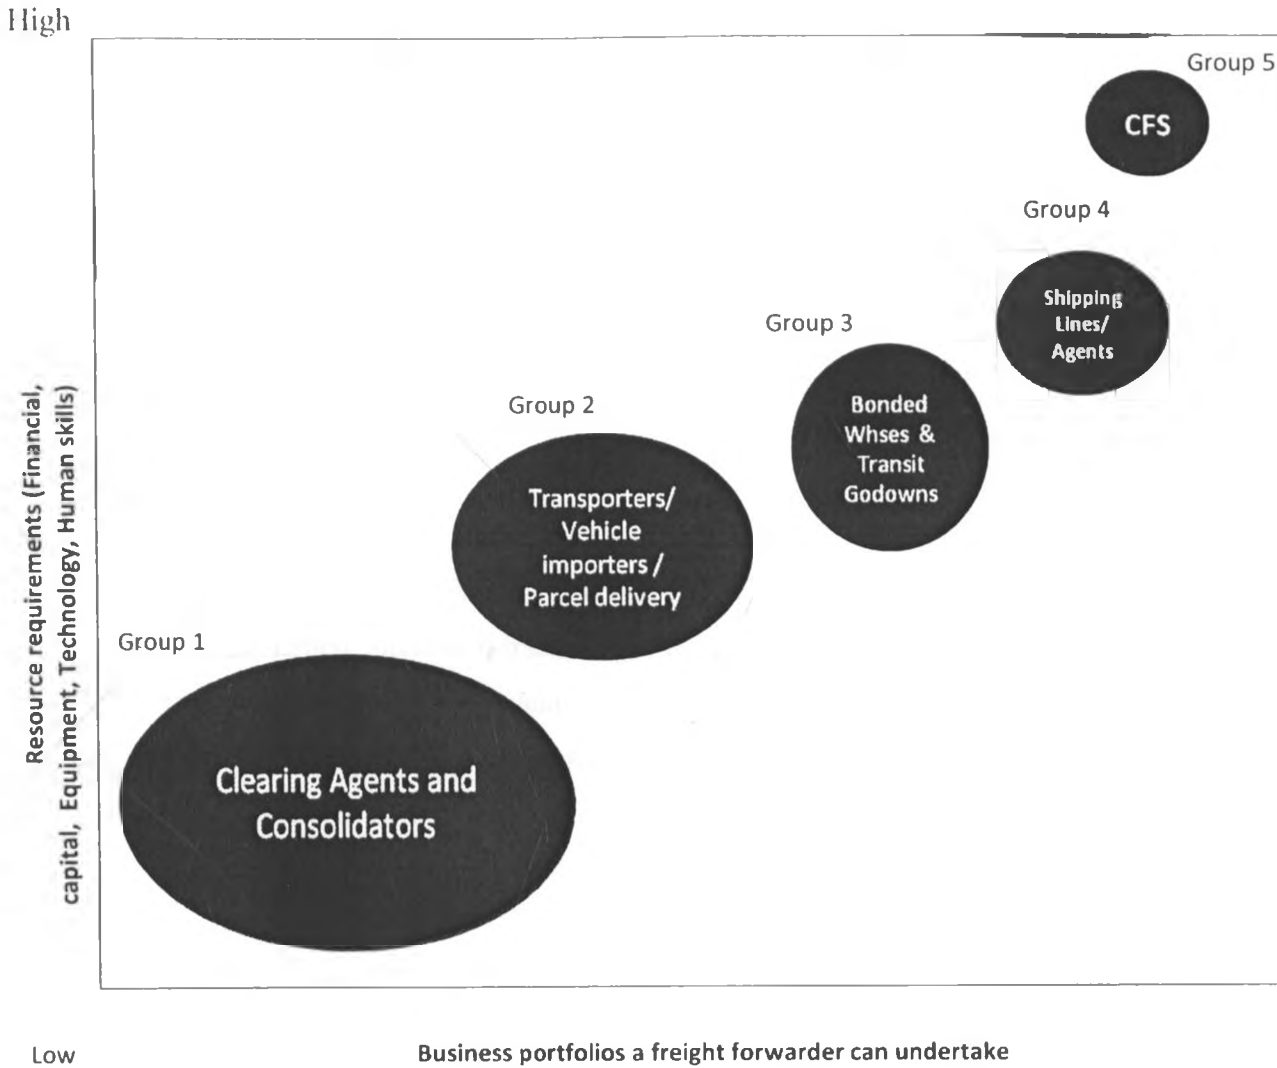 High
Group 5
CFS
Group 4
Shipping
Lines/
Agents
Group 3
Bonded
Whses &
Transit
Godowns
Group 2
Transporters/
Vehicle
importers /
Parcel delivery
Group 1
Clearing Agents and
Consolidators
Resource requirements (Financial,
capital, Equipment, Technology, Human skills)
Low
Business portfolios a freight forwarder can undertake